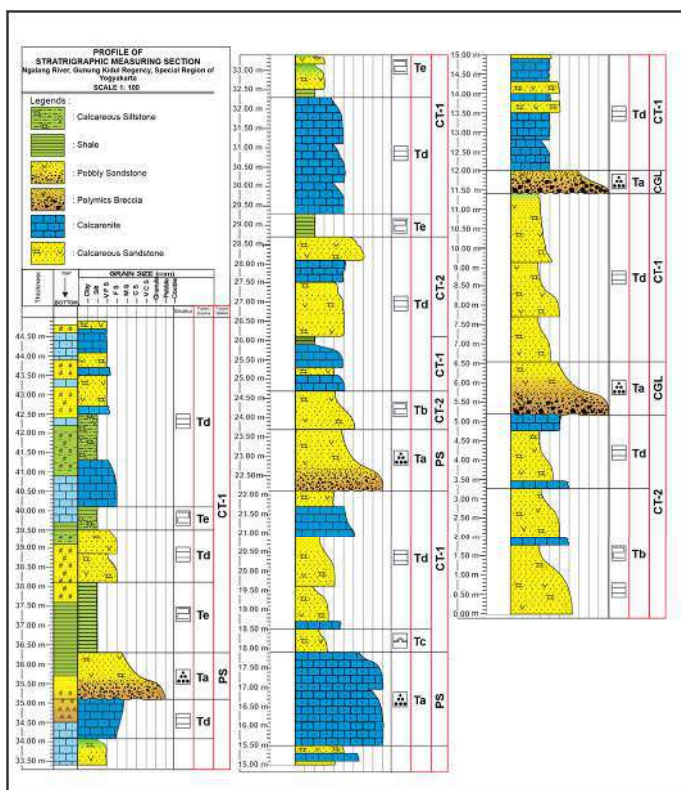 PROFILE OF
STRATRIGRAPHIC MEASURING SECTION
Ngalang River, Gunung Kidul Regency, Special Region of
Yogyakarta
SCALE 1: 100
Legends :
: Calcareous Siltstone
: Shale
: Pebbly Sandstone
: Polymics Breccia
: Calcarenite
: Calcareous Sandstone
Thickness
TOP
BOTTOM
GRAIN SIZE (mm)
Clay
Silt
V F S
F S
M S
C S
V C S
Granule
Pebble
Cobble
Structure
44.50 m
44.00 m
43.50 m
43.00 m
42.50 m
42.00 m
41.50 m
41.00 m
40.50 m
40.00 m
39.50 m
39.00 m
38.50 m
38.00 m
37.50 m
37.00 m
36.50 m
36.00 m
35.50 m
35.00 m
34.50 m
34.00 m
33.50 m
Td
Te
Td
Te
Ta
Td
CT-1
PS
33.00 m
32.50 m
32.00 m
31.50 m
31.00 m
30.50 m
30.00 m
29.50 m
29.00 m
28.50 m
28.00 m
27.50 m
27.00 m
26.50 m
26.00 m
25.50 m
25.00 m
24.50 m
24.00 m
23.50 m
23.00 m
22.50 m
22.00 m
21.50 m
21.00 m
20.50 m
20.00 m
19.50 m
19.00 m
18.50 m
18.00 m
17.50 m
17.00 m
16.50 m
16.00 m
15.50 m
15.00 m
Te
Td
Te
Td
Tb
Ta
Td
Tc
Ta
CT-1
CT-2
CT-1
CT-2
PS
CT-1
PS
15.00 m
14.50 m
14.00 m
13.50 m
13.00 m
12.50 m
12.00 m
11.50 m
11.00 m
10.50 m
10.00 m
9.50 m
9.00 m
8.50 m
8.00 m
7.50 m
7.00 m
6.50 m
6.00 m
5.50 m
5.00 m
4.50 m
4.00 m
3.50 m
3.00 m
2.50 m
2.00 m
1.50 m
1.00 m
0.50 m
0.00 m
Td
Ta
Td
Ta
Td
Tb
CT-1
CGL
CT-1
CGL
CT-2